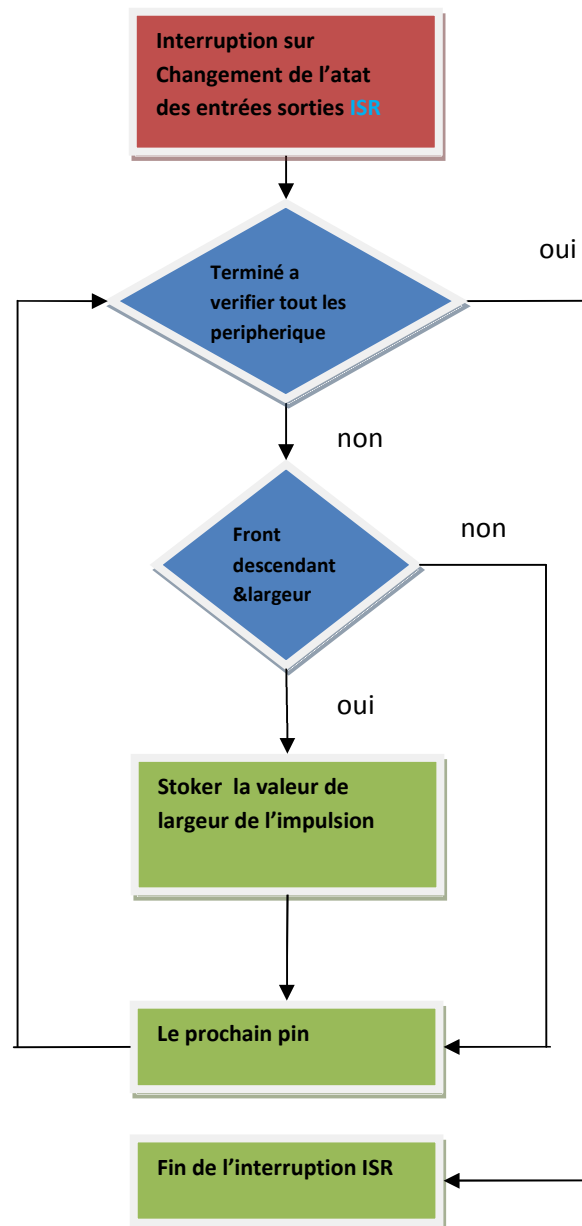 Interruption sur
Changement de l'atat
des entrées sorties ISR
oui
Terminé a
verifier tout les
peripherique
non
Front
descendant
&largeur
non
oui
Stoker la valeur de
largeur de l'impulsion
Le prochain pin
Fin de l'interruption ISR